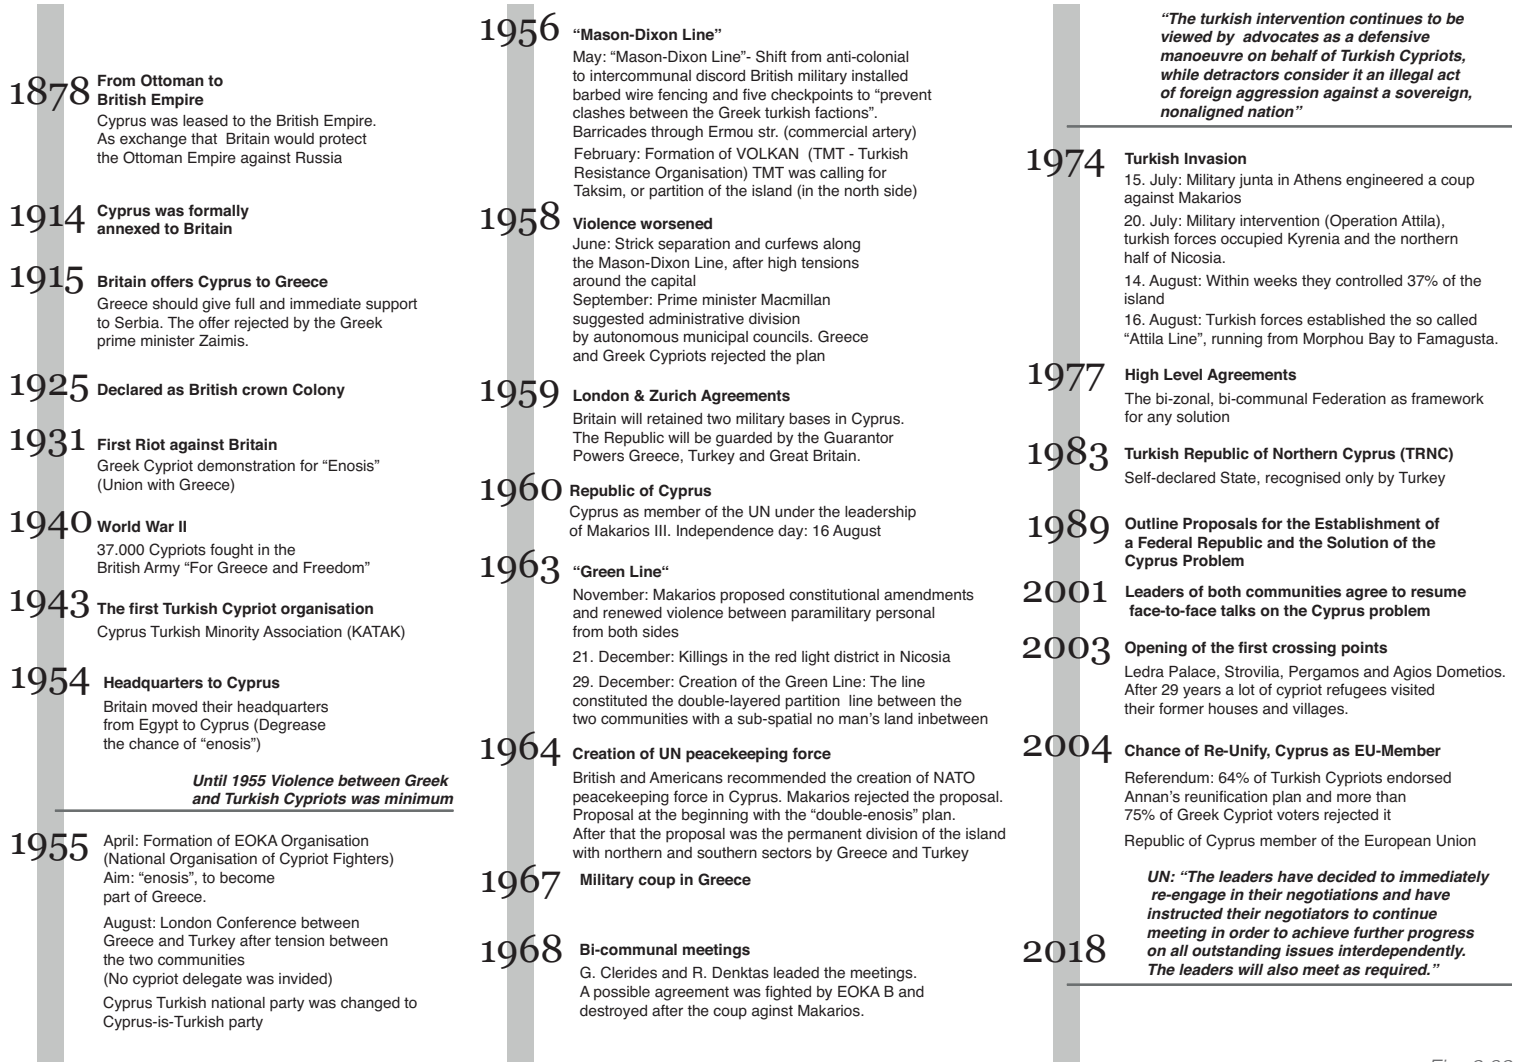 1878
From Ottoman to
British Empire
Cyprus was leased to the British Empire.
As exchange that Britain would protect
the Ottoman Empire against Russia
1914
Cyprus was formally
annexed to Britain
1915
Britain offers Cyprus to Greece
Greece should give full and immediate support
to Serbia. The offer rejected by the Greek
prime minister Zaimis.
1925
Declared as British crown Colony
1931
First Riot against Britain
Greek Cypriot demonstration for “Enosis”
(Union with Greece)
1940
World War II
37.000 Cypriots fought in the
British Army “For Greece and Freedom”
1943
The first Turkish Cypriot organisation
Cyprus Turkish Minority Association (KATAK)
1954
Headquarters to Cyprus
Britain moved their headquarters
from Egypt to Cyprus (Degrease
the chance of “enosis”)
Until 1955 Violence between Greek
and Turkish Cypriots was minimum
1955
April: Formation of EOKA Organisation
(National Organisation of Cypriot Fighters)
Aim: “enosis”, to become
part of Greece.
August: London Conference between
Greece and Turkey after tension between
the two communities
(No cypriot delegate was invided)
Cyprus Turkish national party was changed to
Cyprus-is-Turkish party
1956
“Mason-Dixon Line”
May: “Mason-Dixon Line”- Shift from anti-colonial
to intercommunal discord British military installed
barbed wire fencing and five checkpoints to “prevent
clashes between the Greek turkish factions”.
Barricades through Ermou str. (commercial artery)
February: Formation of VOLKAN (TMT - Turkish
Resistance Organisation) TMT was calling for
Taksim, or partition of the island (in the north side)
1958
Violence worsened
June: Strick separation and curfews along
the Mason-Dixon Line, after high tensions
around the capital
September: Prime minister Macmillan
suggested administrative division
by autonomous municipal councils. Greece
and Greek Cypriots rejected the plan
1959
London & Zurich Agreements
Britain will retained two military bases in Cyprus.
The Republic will be guarded by the Guarantor
Powers Greece, Turkey and Great Britain.
1960
Republic of Cyprus
Cyprus as member of the UN under the leadership
of Makarios III. Independence day: 16 August
1963
“Green Line“
November: Makarios proposed constitutional amendments
and renewed violence between paramilitary personal
from both sides
21. December: Killings in the red light district in Nicosia
29. December: Creation of the Green Line: The line
constituted the double-layered partition line between the
two communities with a sub-spatial no man’s land inbetween
1964
Creation of UN peacekeeping force
British and Americans recommended the creation of NATO
peacekeeping force in Cyprus. Makarios rejected the proposal.
Proposal at the beginning with the “double-enosis” plan.
After that the proposal was the permanent division of the island
with northern and southern sectors by Greece and Turkey
1967
Military coup in Greece
1968
Bi-communal meetings
G. Clerides and R. Denktas leaded the meetings.
A possible agreement was fighted by EOKA B and
destroyed after the coup aginst Makarios.
“The turkish intervention continues to be
viewed by advocates as a defensive
manoeuvre on behalf of Turkish Cypriots,
while detractors consider it an illegal act
of foreign aggression against a sovereign,
nonaligned nation”
1974
Turkish Invasion
15. July: Military junta in Athens engineered a coup
against Makarios
20. July: Military intervention (Operation Attila),
turkish forces occupied Kyrenia and the northern
half of Nicosia.
14. August: Within weeks they controlled 37% of the
island
16. August: Turkish forces established the so called
“Attila Line”, running from Morphou Bay to Famagusta.
1977
High Level Agreements
The bi-zonal, bi-communal Federation as framework
for any solution
1983
Turkish Republic of Northern Cyprus (TRNC)
Self-declared State, recognised only by Turkey
1989
Outline Proposals for the Establishment of
a Federal Republic and the Solution of the
Cyprus Problem
2001
Leaders of both communities agree to resume
face-to-face talks on the Cyprus problem
2003
Opening of the first crossing points
Ledra Palace, Strovilia, Pergamos and Agios Dometios.
After 29 years a lot of cypriot refugees visited
their former houses and villages.
2004
Chance of Re-Unify, Cyprus as EU-Member
Referendum: 64% of Turkish Cypriots endorsed
Annan’s reunification plan and more than
75% of Greek Cypriot voters rejected it
Republic of Cyprus member of the European Union
2018
UN: “The leaders have decided to immediately
re-engage in their negotiations and have
instructed their negotiators to continue
meeting in order to achieve further progress
on all outstanding issues interdependently.
The leaders will also meet as required.”